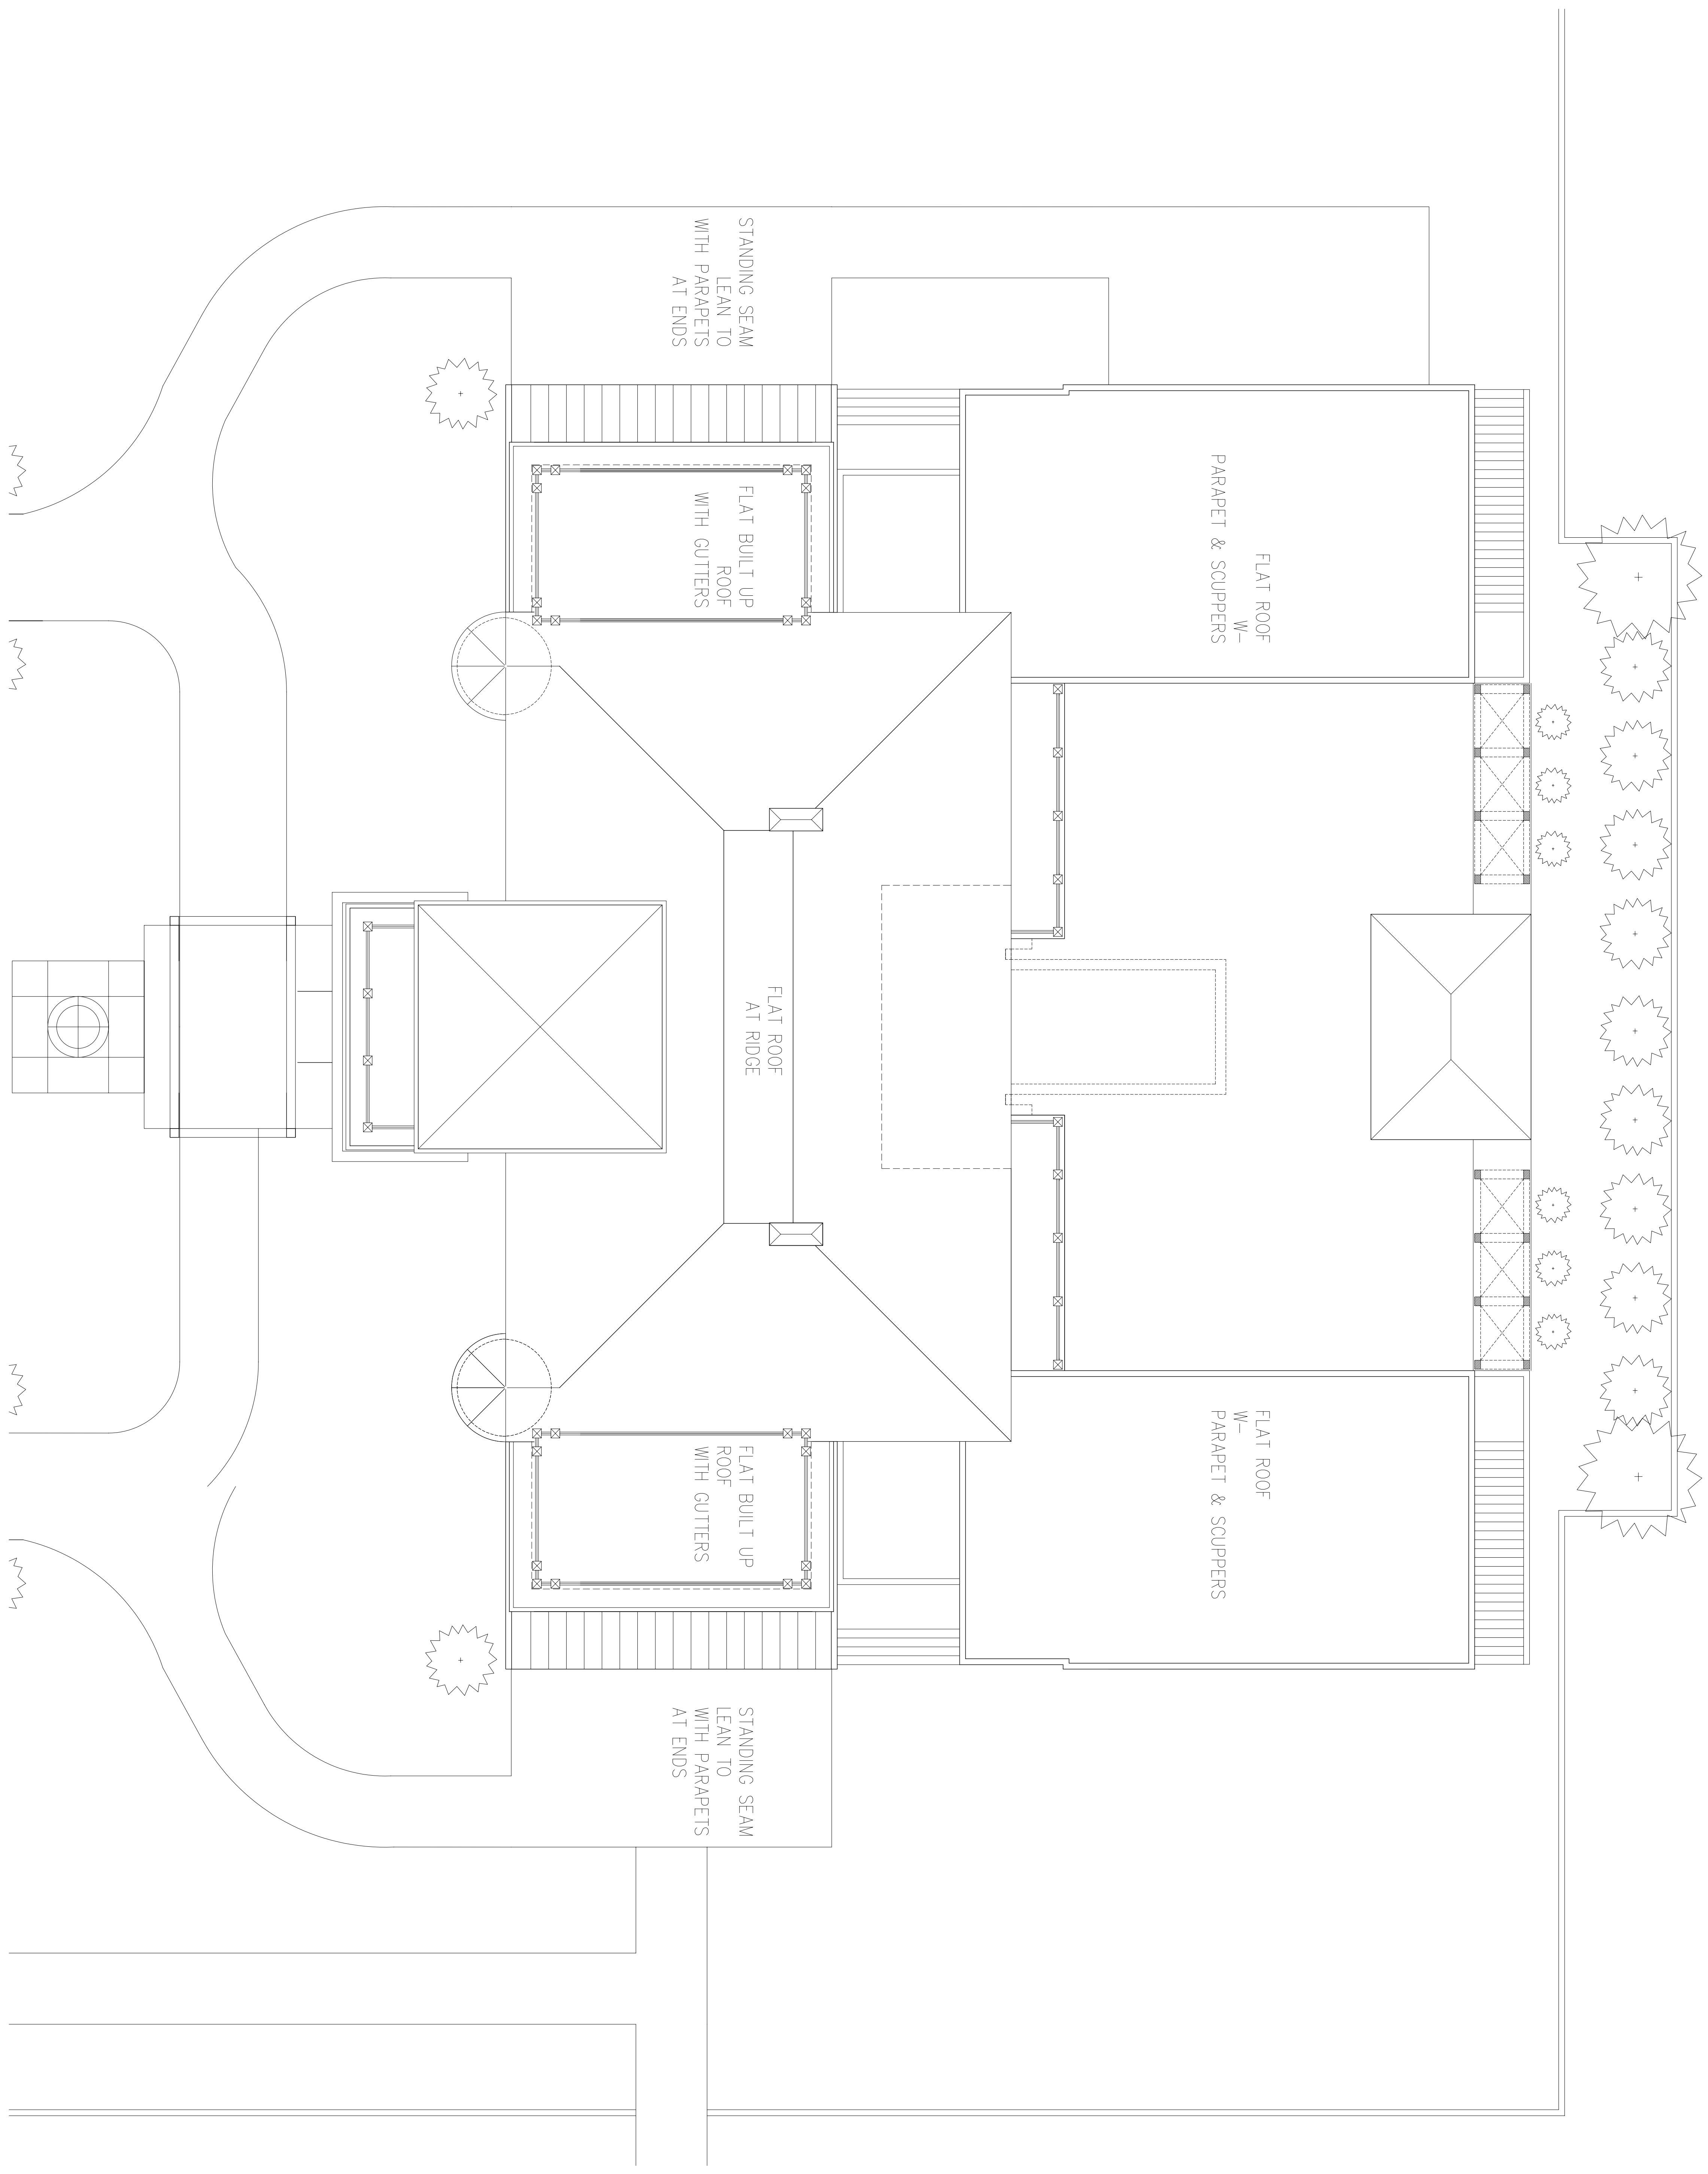 STANDING SEAM
LEAN TO
WITH PARAPETS
AT ENDS
FLAT BUILT UP
ROOF
WITH GUTTERS
FLAT ROOF
W-
PARAPET & SCUPPERS
FLAT ROOF
AT RIDGE
FLAT ROOF
W-
PARAPET & SCUPPERS
FLAT BUILT UP
ROOF
WITH GUTTERS
STANDING SEAM
LEAN TO
WITH PARAPETS
AT ENDS